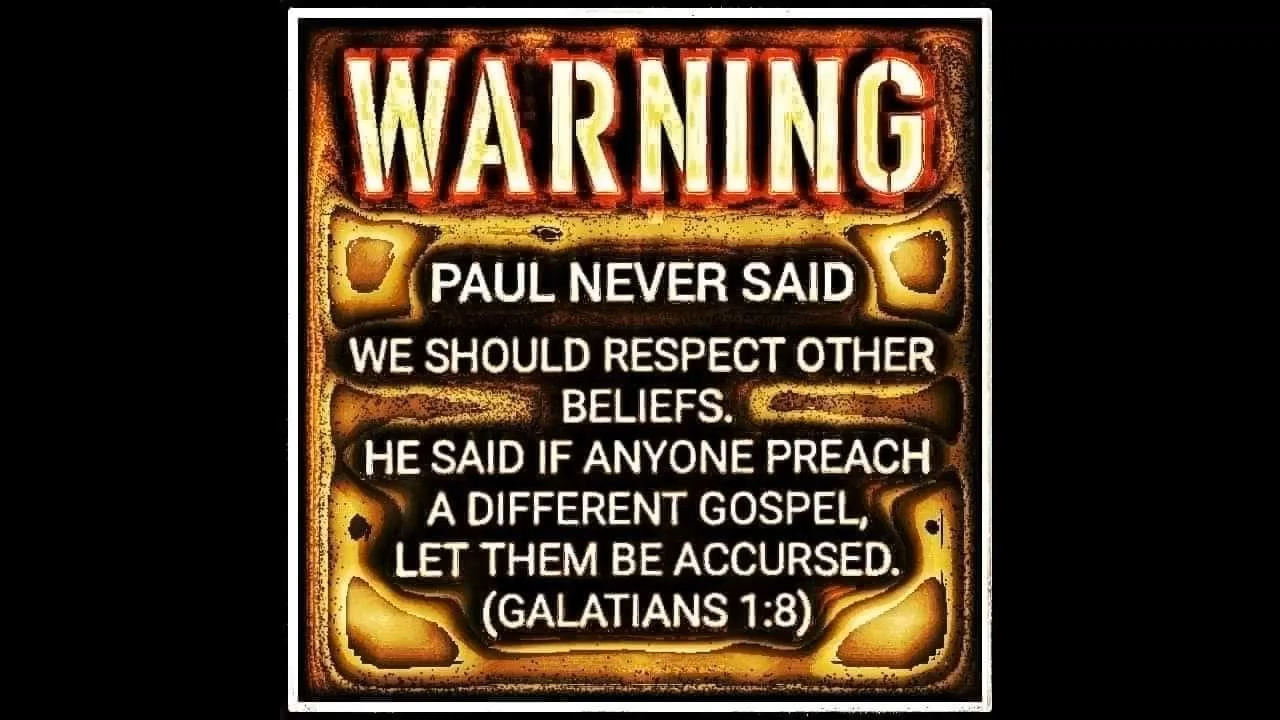 WARNING
PAUL NEVER SAID
WE SHOULD RESPECT OTHER
BELIEFS.
HE SAID IF ANYONE PREACH
A DIFFERENT GOSPEL,
LET THEM BE ACCURSED.
(GALATIANS 1:8)